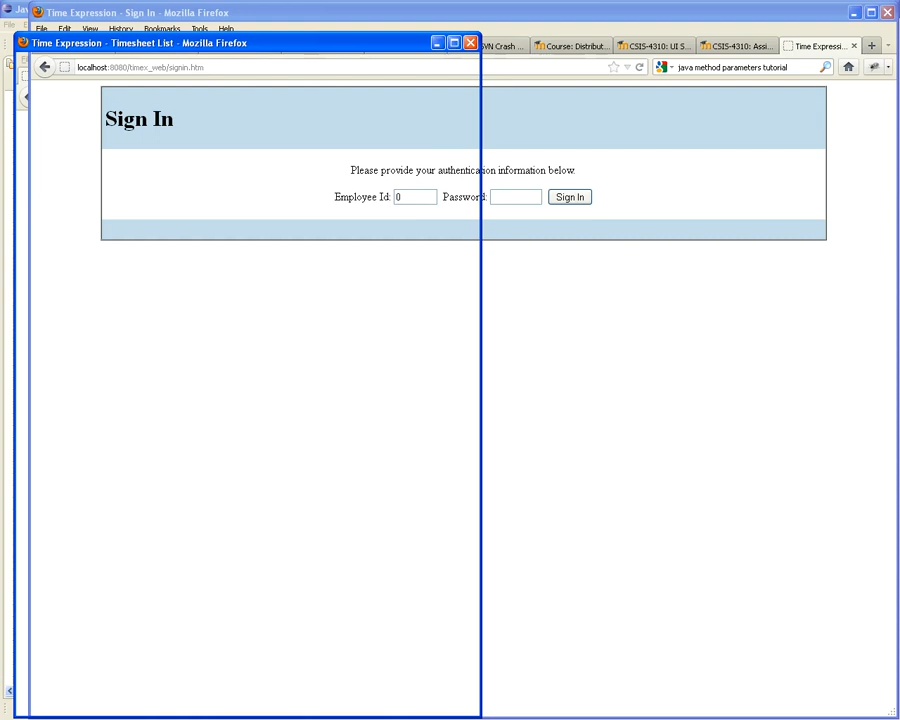 Jav
Time Expression - Sign In - Mozilla Firefox
File
File Edit View History Bookmarks Tools Help
Time Expression - Timesheet List - Mozilla Firefox
SVN Crash ...
Course: Distribut...
CSIS-4310: UI S...
CSIS-4310: Assi...
Time Expressi...
localhost:8080/timex_web/signin.htm
java method parameters tutorial
Sign In
Please provide your authentication information below.
Employee Id: 0 Password: Sign In